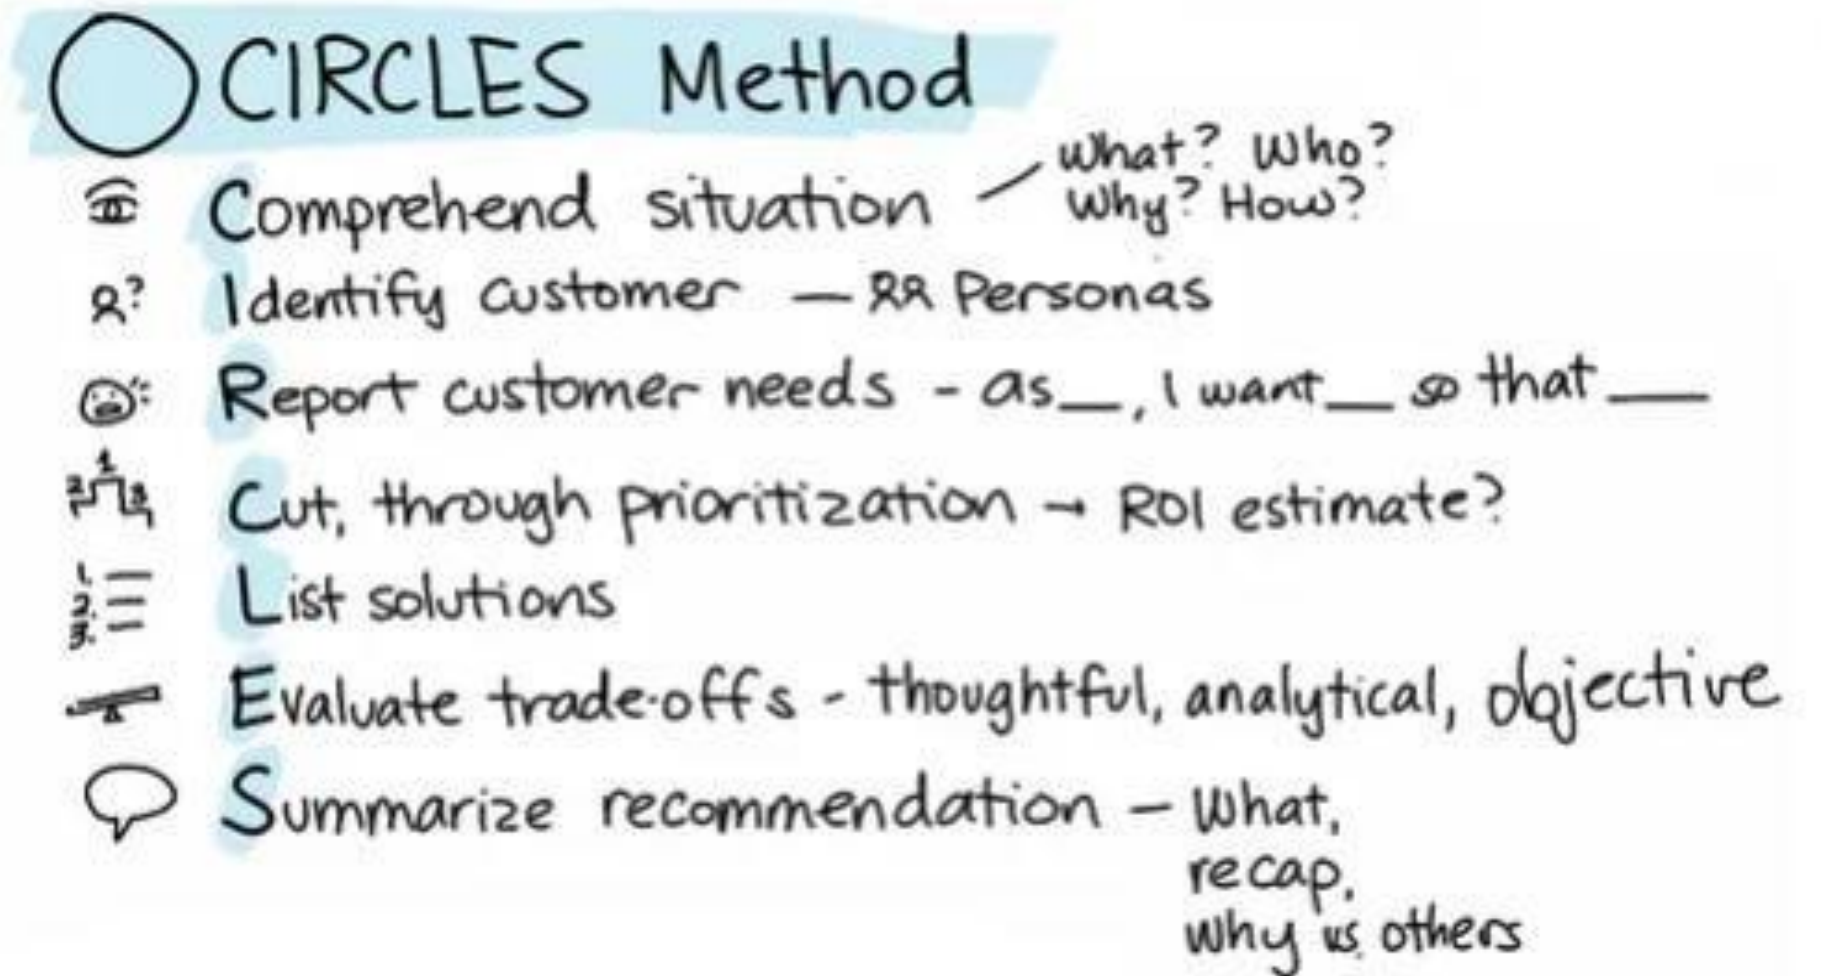 CIRCLES Method
Comprehend situation – What? Who?
Why? How?
Identify customer – Personas
Report customer needs - as__, I want__ so that__
Cut, through prioritization → ROI estimate?
List solutions
Evaluate trade-offs - thoughtful, analytical, objective
Summarize recommendation – What,
recap,
Why vs. others